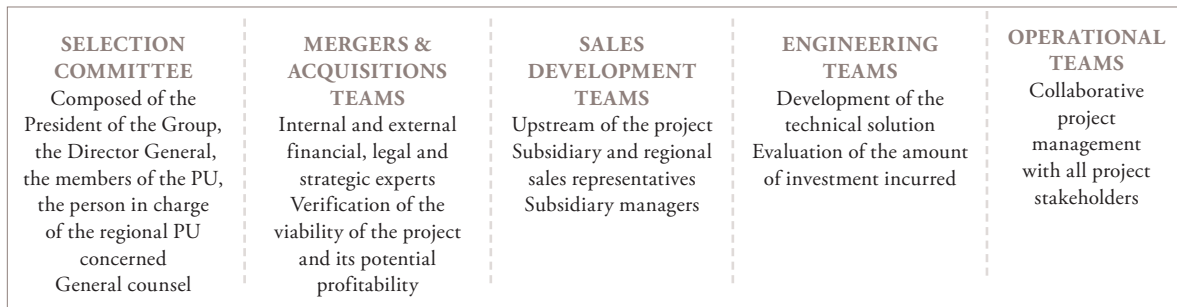 SELECTION
COMMITTEE
Composed of the
President of the Group,
the Director General,
the members of the PU,
the person in charge
of the regional PU
concerned
General counsel
MERGERS &
ACQUISITIONS
TEAMS
Internal and external
financial, legal and
strategic experts
Verification of the
viability of the project
and its potential
profitability
SALES
DEVELOPMENT
TEAMS
Upstream of the project
Subsidiary and regional
sales representatives
Subsidiary managers
ENGINEERING
TEAMS
Development of the
technical solution
Evaluation of the amount
of investment incurred
OPERATIONAL
TEAMS
Collaborative
project
management
with all project
stakeholders